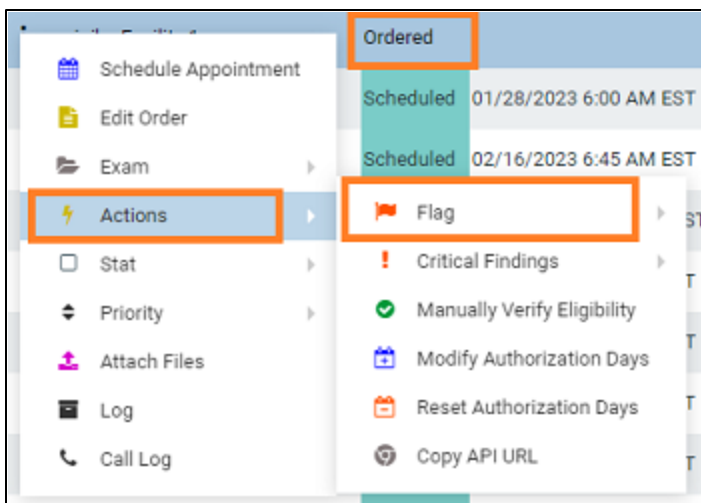 Ordered
Schedule Appointment
Scheduled 01/28/2023 6:00 AM EST
Edit Order
Exam
Scheduled 02/16/2023 6:45 AM EST
Actions
Flag
Stat
Critical Findings
Priority
Manually Verify Eligibility
Attach Files
Modify Authorization Days
Log
Reset Authorization Days
Call Log
Copy API URL